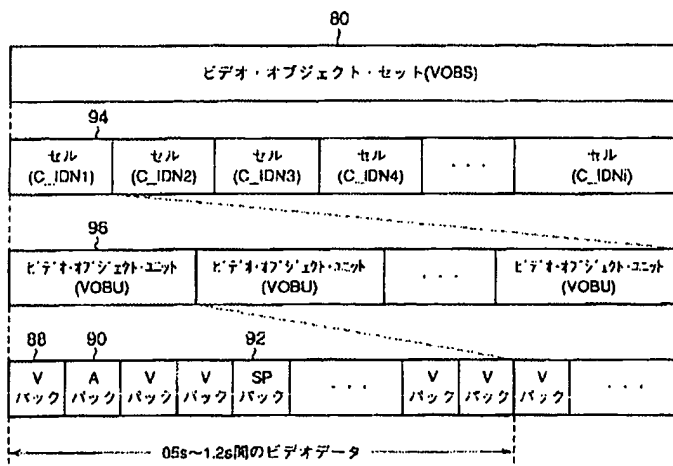 80
ビデオ・オブジェクト・セット(VOBS)
94
セル セル セル セル ・・・ セル
(C_IDN1) (C_IDN2) (C_IDN3) (C_IDN4) (C_IDNi)
96
ビデオ・オブジェクト・ユニット ビデオ・オブジェクト・ユニット ・・・ ビデオ・オブジェクト・ユニット
(VOBU) (VOBU) (VOBU)
88 90 92
V A V V SP ・・・ V V V ・・・
パック パック パック パック パック パック パック パック
05s～1.2s間のビデオデータ